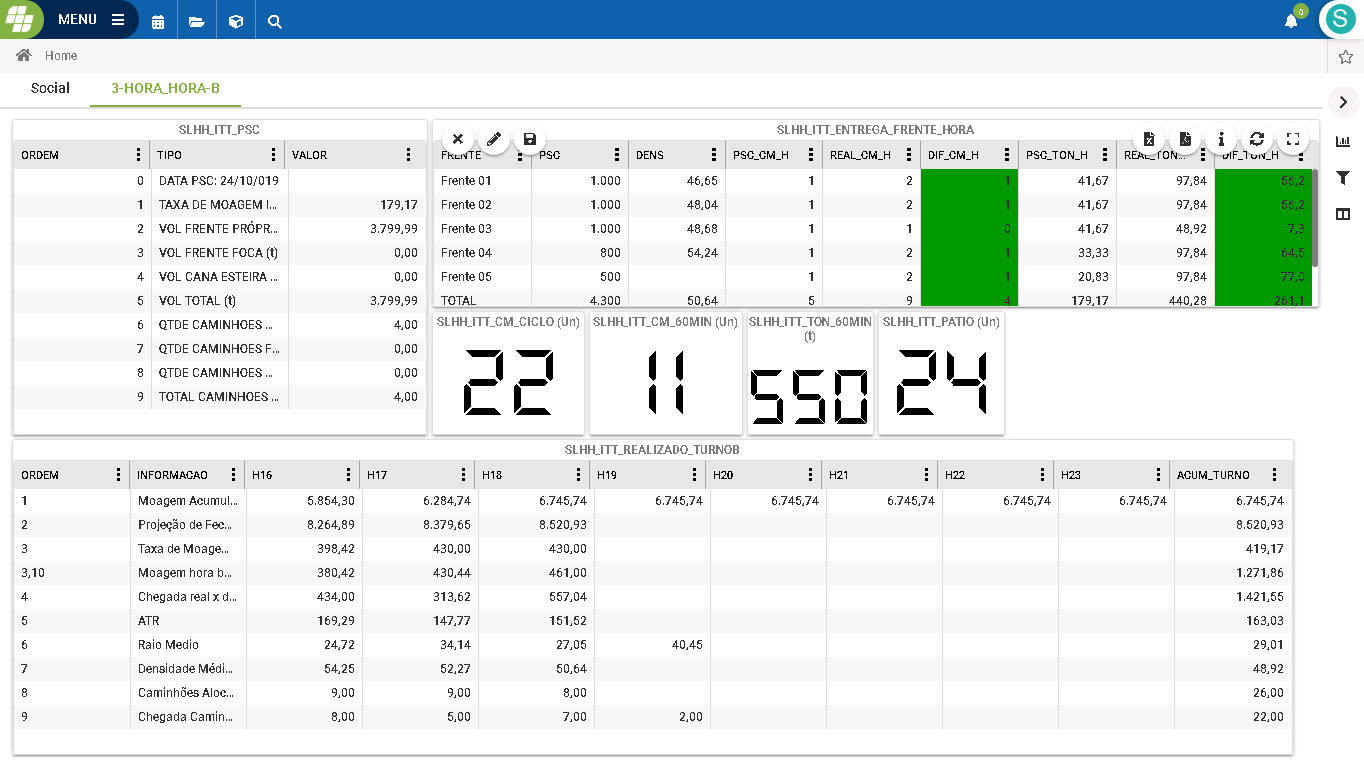 MENU
0
S
Home
Social 3-HORA_HORA-B
SLHH_ITT_PSC
ORDEM TIPO VALOR
0 DATA PSC: 24/10/019
1 TAXA DE MOAGEM I... 179,17
2 VOL FRENTE PRÓPR... 3.799,99
3 VOL FRENTE FOCA (t) 0,00
4 VOL CANA ESTEIRA ... 0,00
5 VOL TOTAL (t) 3.799,99
6 QTDE CAMINHOES ... 4,00
7 QTDE CAMINHOES F... 0,00
8 QTDE CAMINHOES ... 0,00
9 TOTAL CAMINHOES ... 4,00
SLHH_ITT_ENTREGA_FRENTE_HORA
FRENTE PSC DENS PSC_CM_H REAL_CM_H DIF_CM_H PSC_TON_H REAL_TON... DIF_TON_H
Frente 01 1.000 46,65 1 2 1 41,67 97,84 56,2
Frente 02 1.000 48,04 1 2 1 41,67 97,84 56,2
Frente 03 1.000 48,68 1 1 0 41,67 48,92 7,3
Frente 04 800 54,24 1 2 1 33,33 97,84 64,5
Frente 05 500 1 2 1 20,83 97,84 77,0
TOTAL 4.300 50,64 5 9 4 179,17 440,28 261,1
SLHH_ITT_CM_CICLO (Un)
22
SLHH_ITT_CM_60MIN (Un)
11
SLHH_ITT_TON_60MIN
(t)
550
SLHH_ITT_PATIO (Un)
24
SLHH_ITT_REALIZADO_TURNOB
ORDEM INFORMACAO H16 H17 H18 H19 H20 H21 H22 H23 AGUM_TURNO
1 Moagem Acumul... 5.854,30 6.284,74 6.745,74 6.745,74 6.745,74 6.745,74 6.745,74 6.745,74 6.745,74
2 Projeção de Fec... 8.264,89 8.379,65 8.520,93 8.520,93
3 Taxa de Moage... 398,42 430,00 430,00 419,17
3,10 Moagem hora b... 380,42 430,44 461,00 1.271,86
4 Chegada real x d... 434,00 313,62 557,04 1.421,55
5 ATR 169,29 147,77 151,52 163,03
6 Raio Medio 24,72 34,14 27,05 40,45 29,01
7 Densidade Médi... 54,25 52,27 50,64 48,92
8 Caminhões Aloc... 9,00 9,00 8,00 26,00
9 Chegada Camin... 8,00 5,00 7,00 2,00 22,00